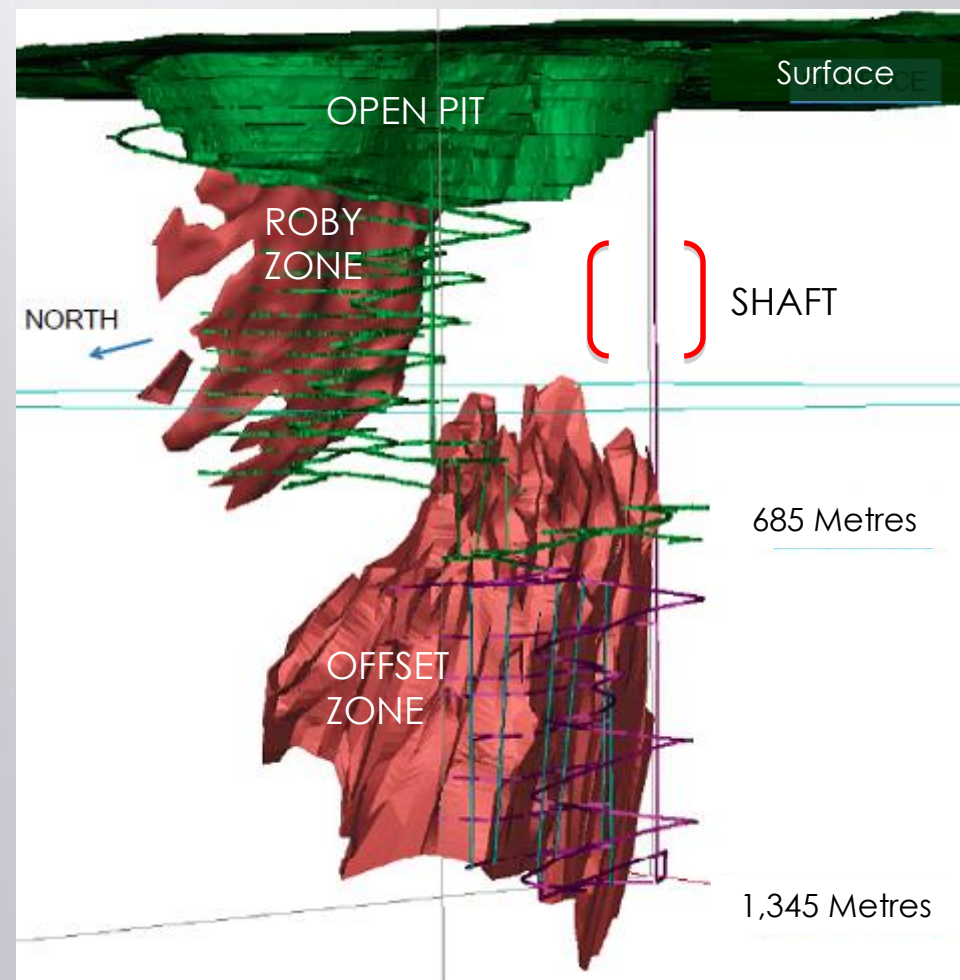 Surface
OPEN PIT
ROBY
ZONE
SHAFT
NORTH
685 Metres
OFFSET
ZONE
1,345 Metres